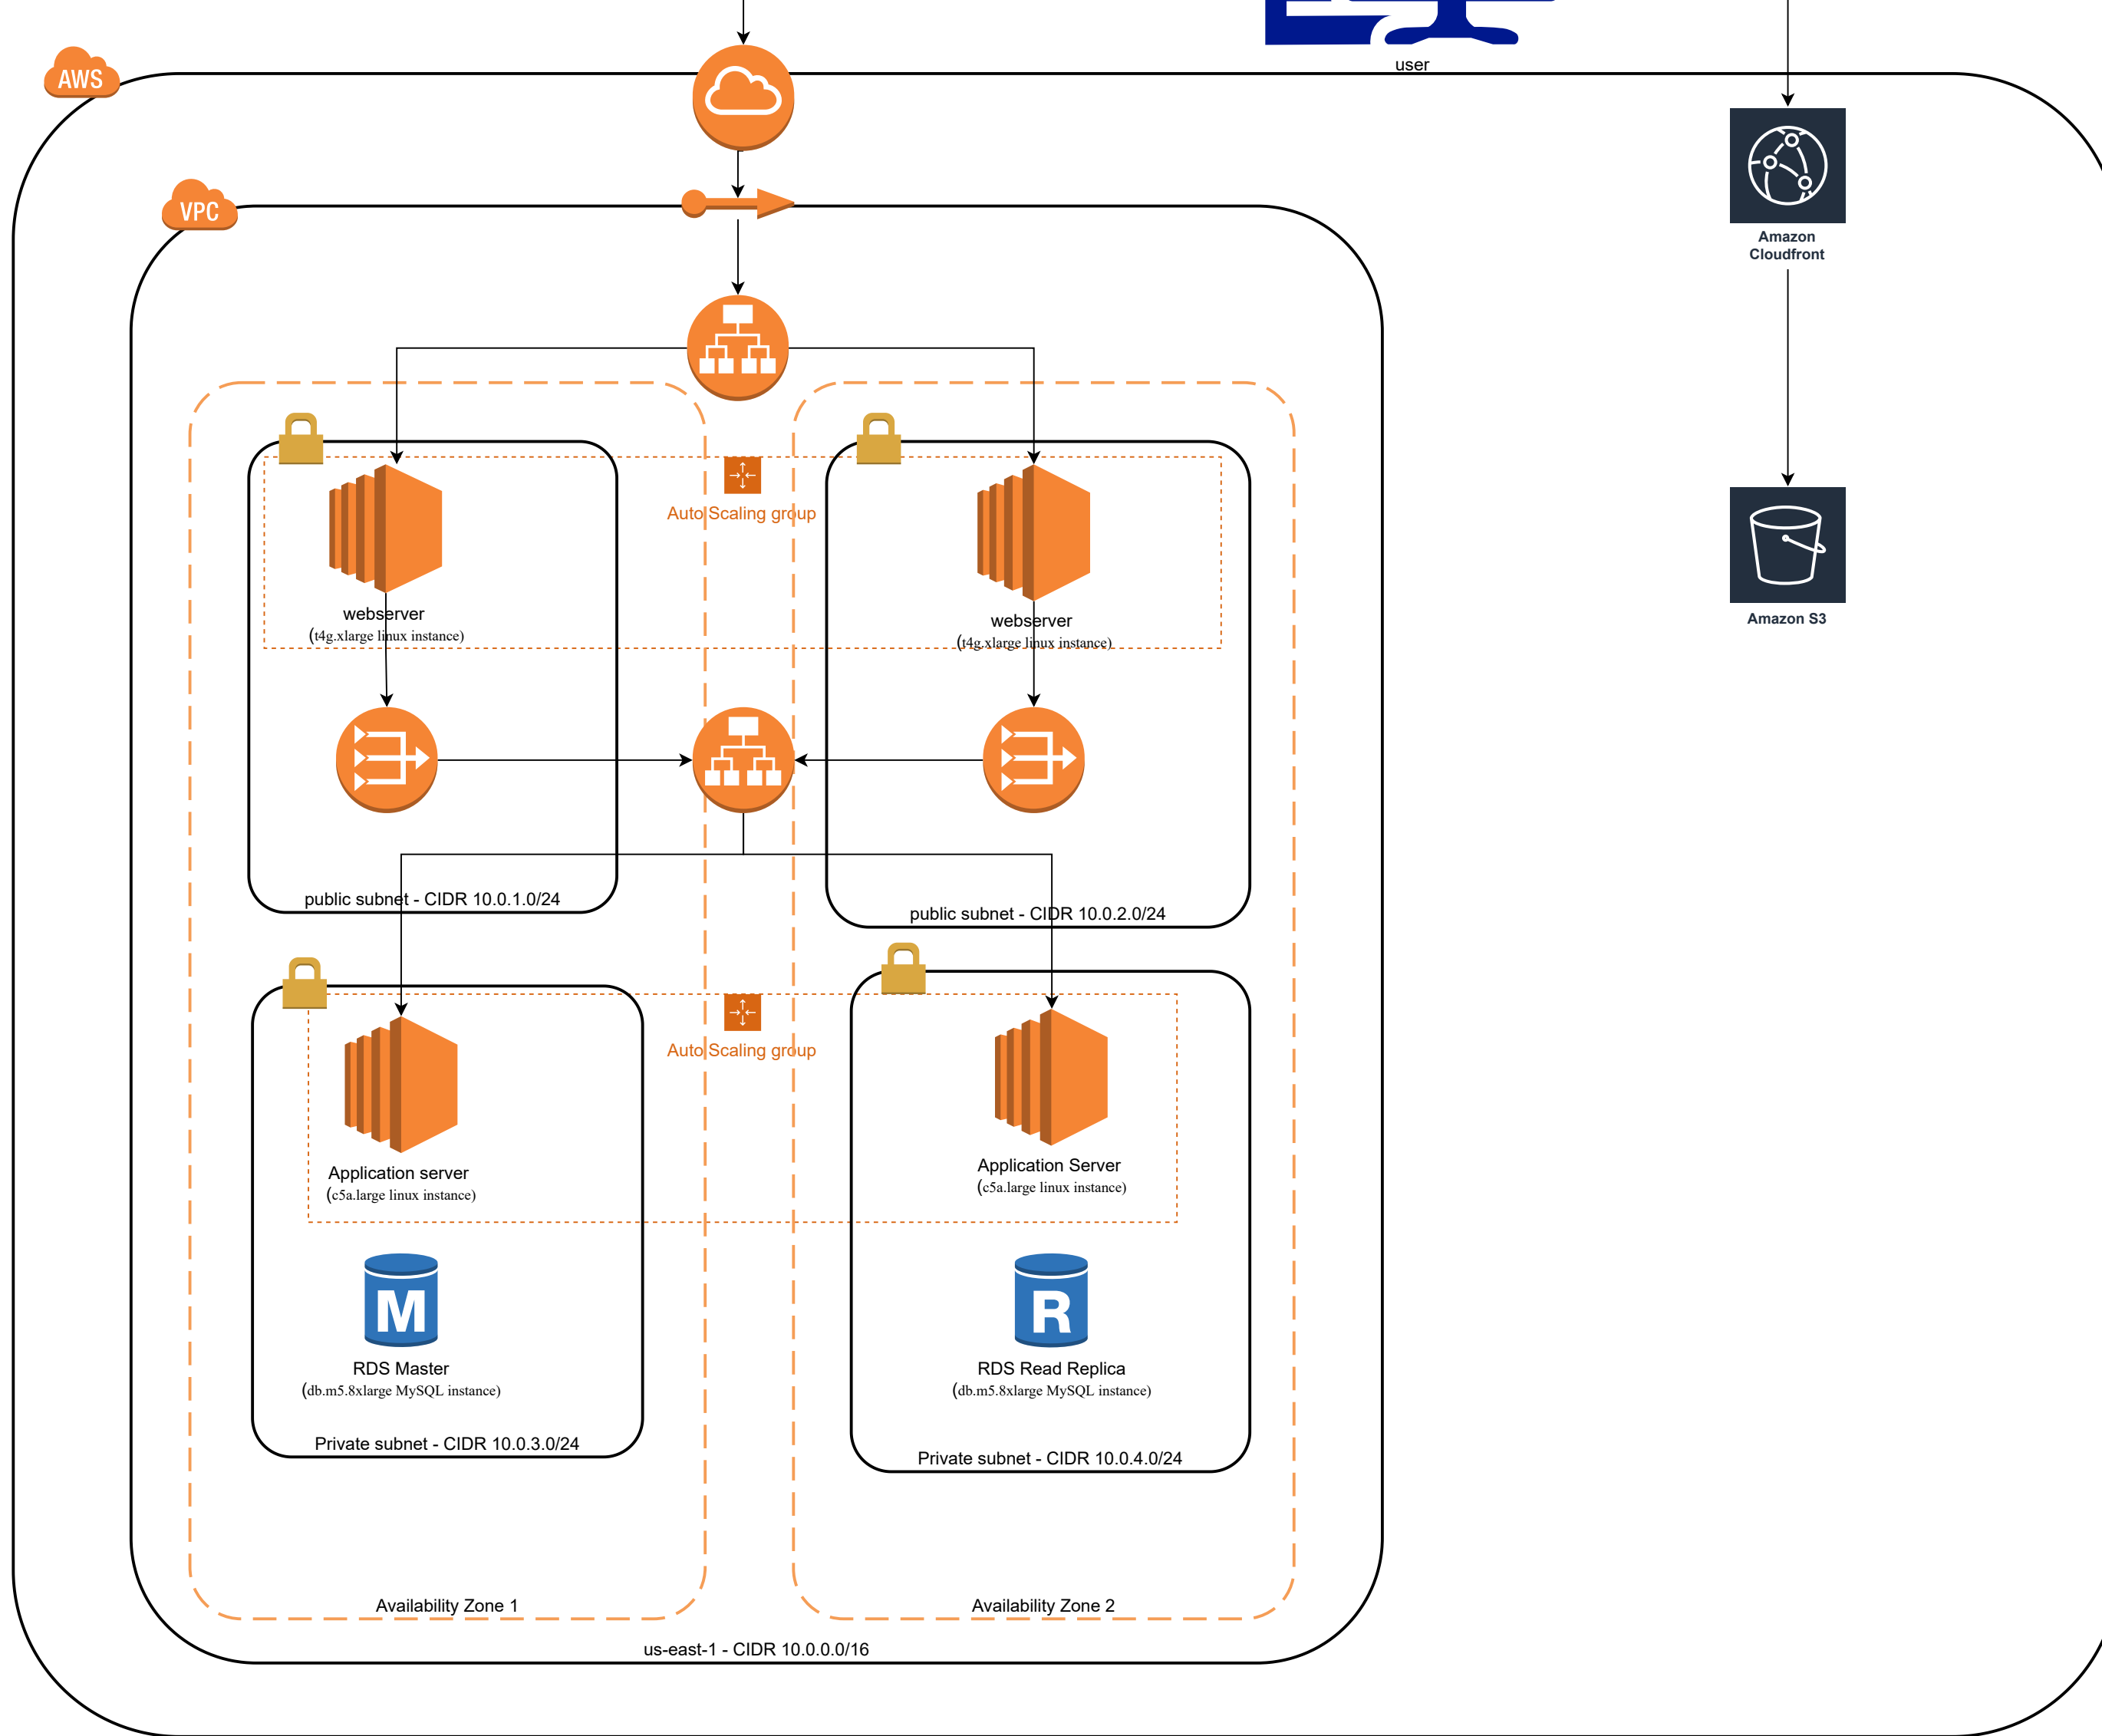 user
AWS
VPC
Amazon
Cloudfront
Auto Scaling group
webserver
(t4g.xlarge linux instance)
webserver
(t4g.xlarge linux instance)
Amazon S3
public subnet - CIDR 10.0.1.0/24
public subnet - CIDR 10.0.2.0/24
Auto Scaling group
Application server
(c5a.large linux instance)
Application Server
(c5a.large linux instance)
M
R
RDS Master
(db.m5.8xlarge MySQL instance)
RDS Read Replica
(db.m5.8xlarge MySQL instance)
Private subnet - CIDR 10.0.3.0/24
Private subnet - CIDR 10.0.4.0/24
Availability Zone 1
Availability Zone 2
us-east-1 - CIDR 10.0.0.0/16